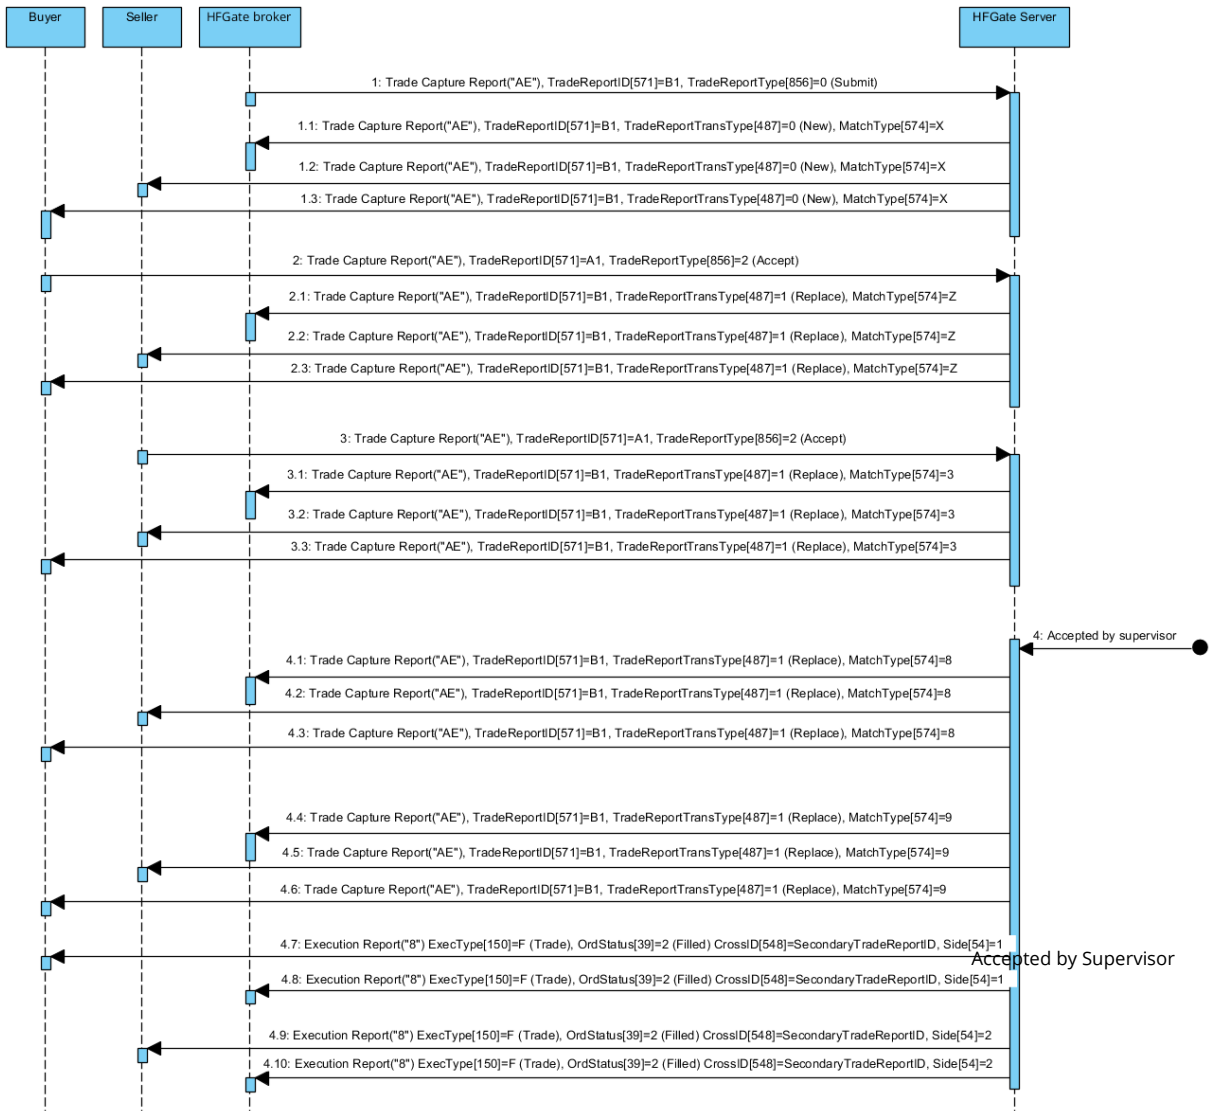 Buyer
Seller
HFGate broker
HFGate Server
1: Trade Capture Report("AE"), TradeReportID[571]=B1, TradeReportType[856]=0 (Submit)
1.1: Trade Capture Report("AE"), TradeReportID[571]=B1, TradeReportTransType[487]=0 (New), MatchType[574]=X
1.2: Trade Capture Report("AE"), TradeReportID[571]=B1, TradeReportTransType[487]=0 (New), MatchType[574]=X
1.3: Trade Capture Report("AE"), TradeReportID[571]=B1, TradeReportTransType[487]=0 (New), MatchType[574]=X
2: Trade Capture Report("AE"), TradeReportID[571]=A1, TradeReportType[856]=2 (Accept)
2.1: Trade Capture Report("AE"), TradeReportID[571]=B1, TradeReportTransType[487]=1 (Replace), MatchType[574]=Z
2.2: Trade Capture Report("AE"), TradeReportID[571]=B1, TradeReportTransType[487]=1 (Replace), MatchType[574]=Z
2.3: Trade Capture Report("AE"), TradeReportID[571]=B1, TradeReportTransType[487]=1 (Replace), MatchType[574]=Z
3: Trade Capture Report("AE"), TradeReportID[571]=A1, TradeReportType[856]=2 (Accept)
3.1: Trade Capture Report("AE"), TradeReportID[571]=B1, TradeReportTransType[487]=1 (Replace), MatchType[574]=3
3.2: Trade Capture Report("AE"), TradeReportID[571]=B1, TradeReportTransType[487]=1 (Replace), MatchType[574]=3
3.3: Trade Capture Report("AE"), TradeReportID[571]=B1, TradeReportTransType[487]=1 (Replace), MatchType[574]=3
4: Accepted by supervisor
4.1: Trade Capture Report("AE"), TradeReportID[571]=B1, TradeReportTransType[487]=1 (Replace), MatchType[574]=8
4.2: Trade Capture Report("AE"), TradeReportID[571]=B1, TradeReportTransType[487]=1 (Replace), MatchType[574]=8
4.3: Trade Capture Report("AE"), TradeReportID[571]=B1, TradeReportTransType[487]=1 (Replace), MatchType[574]=8
4.4: Trade Capture Report("AE"), TradeReportID[571]=B1, TradeReportTransType[487]=1 (Replace), MatchType[574]=9
4.5: Trade Capture Report("AE"), TradeReportID[571]=B1, TradeReportTransType[487]=1 (Replace), MatchType[574]=9
4.6: Trade Capture Report("AE"), TradeReportID[571]=B1, TradeReportTransType[487]=1 (Replace), MatchType[574]=9
4.7: Execution Report("8") ExecType[150]=F (Trade), OrdStatus[39]=2 (Filled) CrossID[548]=SecondaryTradeReportID, Side[54]=1
Accepted by Supervisor
4.8: Execution Report("8") ExecType[150]=F (Trade), OrdStatus[39]=2 (Filled) CrossID[548]=SecondaryTradeReportID, Side[54]=1
4.9: Execution Report("8") ExecType[150]=F (Trade), OrdStatus[39]=2 (Filled) CrossID[548]=SecondaryTradeReportID, Side[54]=2
4.10: Execution Report("8") ExecType[150]=F (Trade), OrdStatus[39]=2 (Filled) CrossID[548]=SecondaryTradeReportID, Side[54]=2